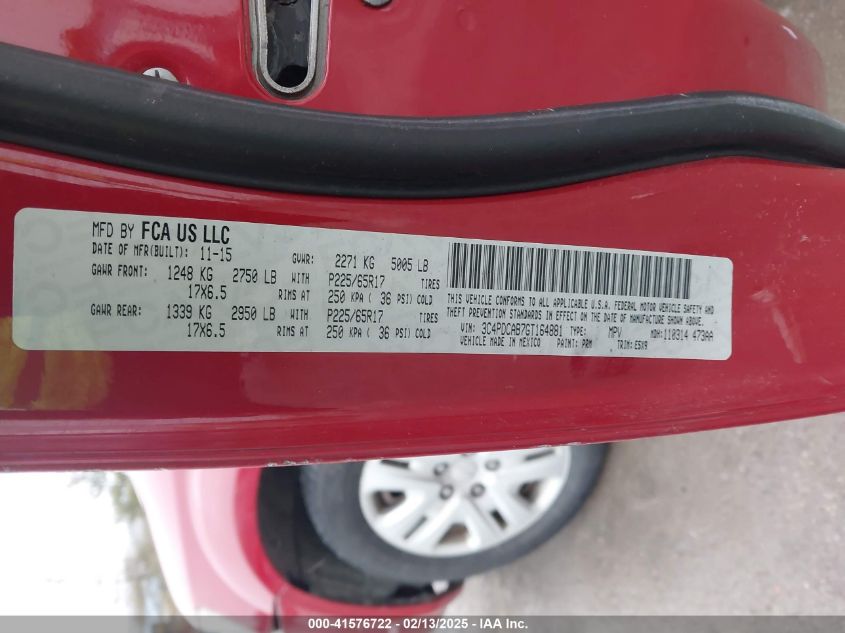 MFD BY FCA US LLC
DATE OF MFR(BUILT): 11-15 GVWR: 2271 KG 5005 LB
GAWR FRONT: 1248 KG 2750 LB WITH P225/65R17 TIRES
17X6.5 RIMS AT 250 KPA ( 36 PSI) COLD
GAWR REAR: 1339 KG 2950 LB WITH P225/65R17 TIRES
17X6.5 RIMS AT 250 KPA ( 36 PSI) COLD
THIS VEHICLE CONFORMS TO ALL APPLICABLE U.S.A. FEDERAL MOTOR VEHICLE SAFETY AND
THEFT PREVENTION STANDARDS IN EFFECT ON THE DATE OF MANUFACTURE SHOWN ABOVE.
VIN: 3C4PDCAB7GT164881 TYPE: MPV MDH:110314 473AA
VEHICLE MADE IN MEXICO PAINT: PRM TRIM: E5X9
000-41576722 - 02/13/2025 - IAA Inc.